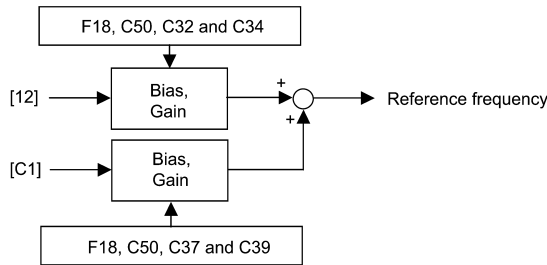 F18, C50, C32 and C34
[12]
Bias,
Gain
+
+
Reference frequency
[C1]
Bias,
Gain
F18, C50, C37 and C39